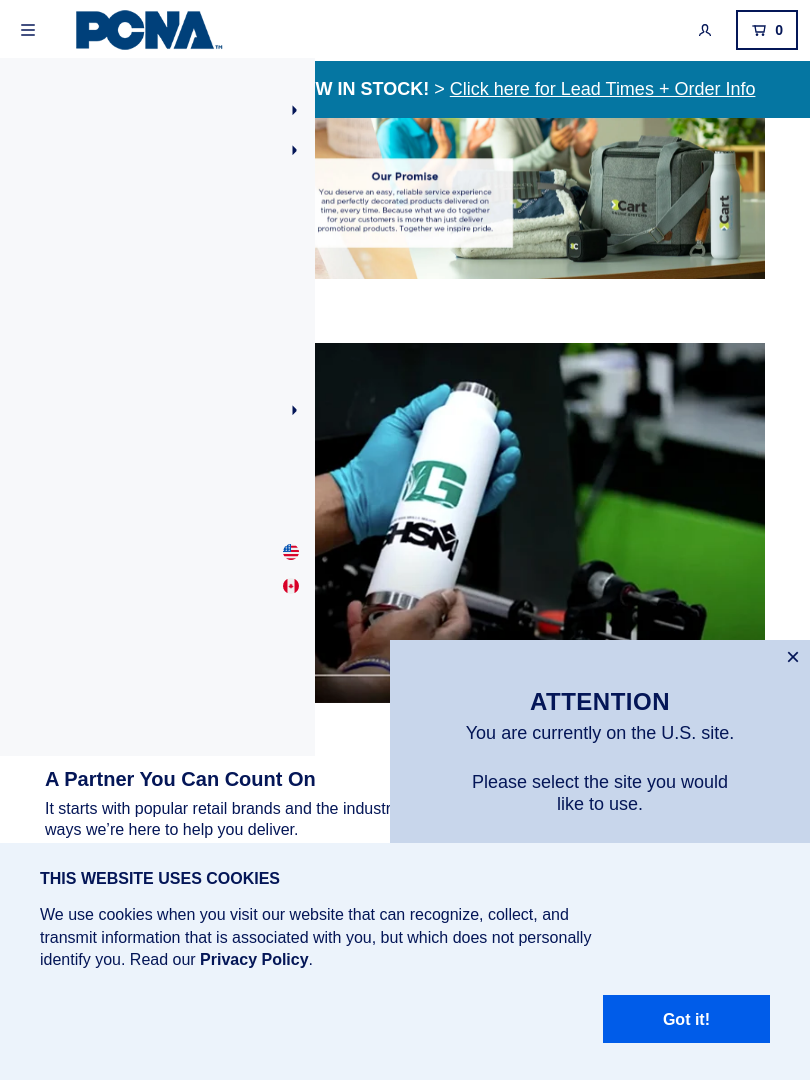 PCNA™
0
W IN STOCK! > Click here for Lead Times + Order Info
Our Promise
You deserve an easy, reliable service experience
and perfectly decorated products delivered on
time, every time. Because what we do together
for your customers is more than just deliver
promotional products. Together we inspire pride.
Cart
Cart
C
G
GHSM
ATTENTION
You are currently on the U.S. site.
Please select the site you would
like to use.
A Partner You Can Count On
It starts with popular retail brands and the industr
ways we’re here to help you deliver.
THIS WEBSITE USES COOKIES
We use cookies when you visit our website that can recognize, collect, and
transmit information that is associated with you, but which does not personally
identify you. Read our Privacy Policy.
Got it!